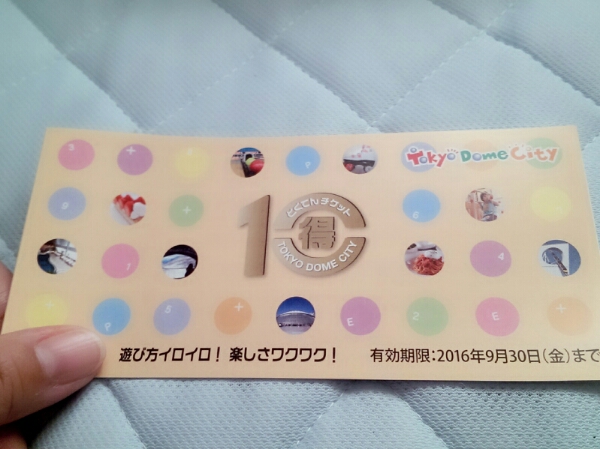 Tokyo Dome City
10
とくてんチケット
得
TOKYO DOME CITY
遊び方イロイロ! 楽しさワクワク!
有効期限:2016年9月30日(金)まで